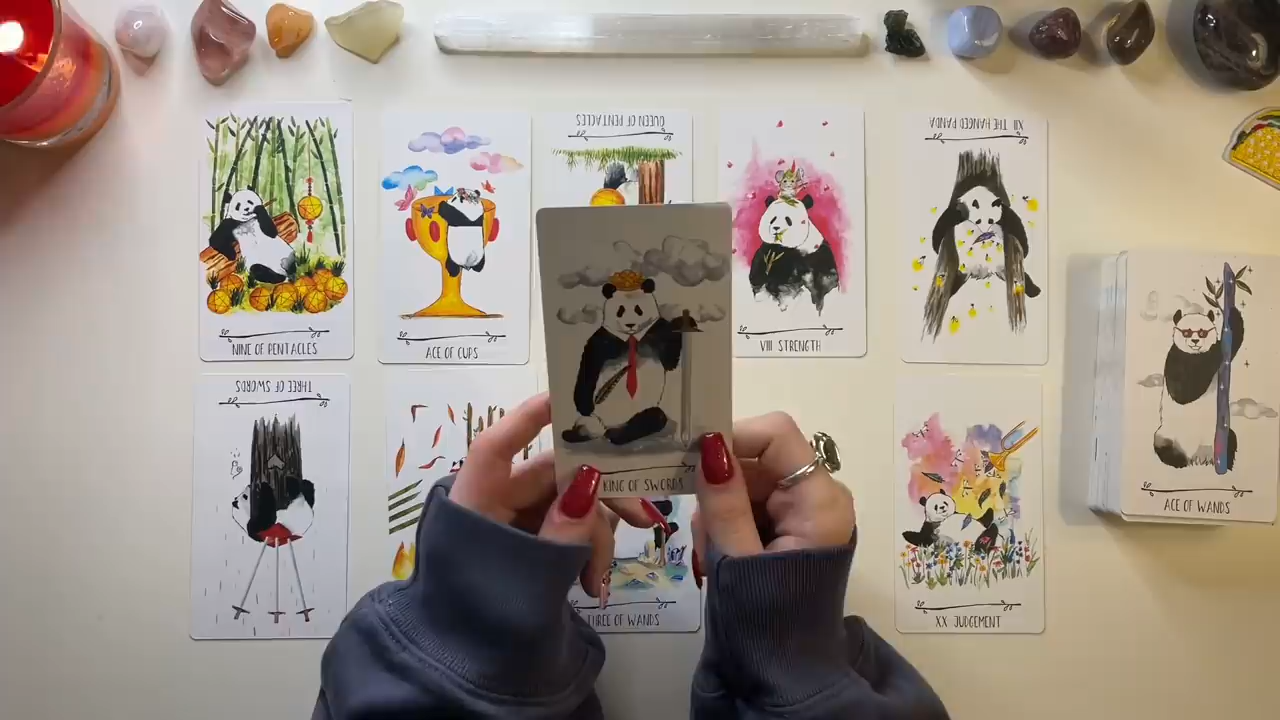 NINE OF PENTACLES
ACE OF CUPS
QUEEN OF PENTACLES
VIII STRENGTH
XII THE HANGED PANDA
THREE OF SWORDS
KING OF SWORDS
THREE OF WANDS
XX JUDGEMENT
ACE OF WANDS